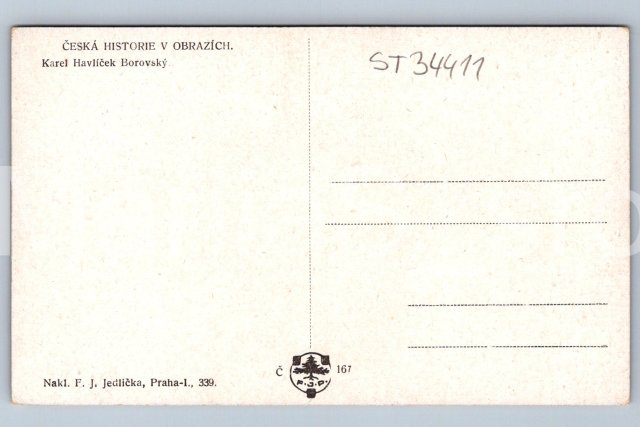 ČESKÁ HISTORIE V OBRAZÍCH.
Karel Havlíček Borovský
ST34411
Nakl. F. J. Jedlička, Praha-I., 339.
Č 167
F.J.P.